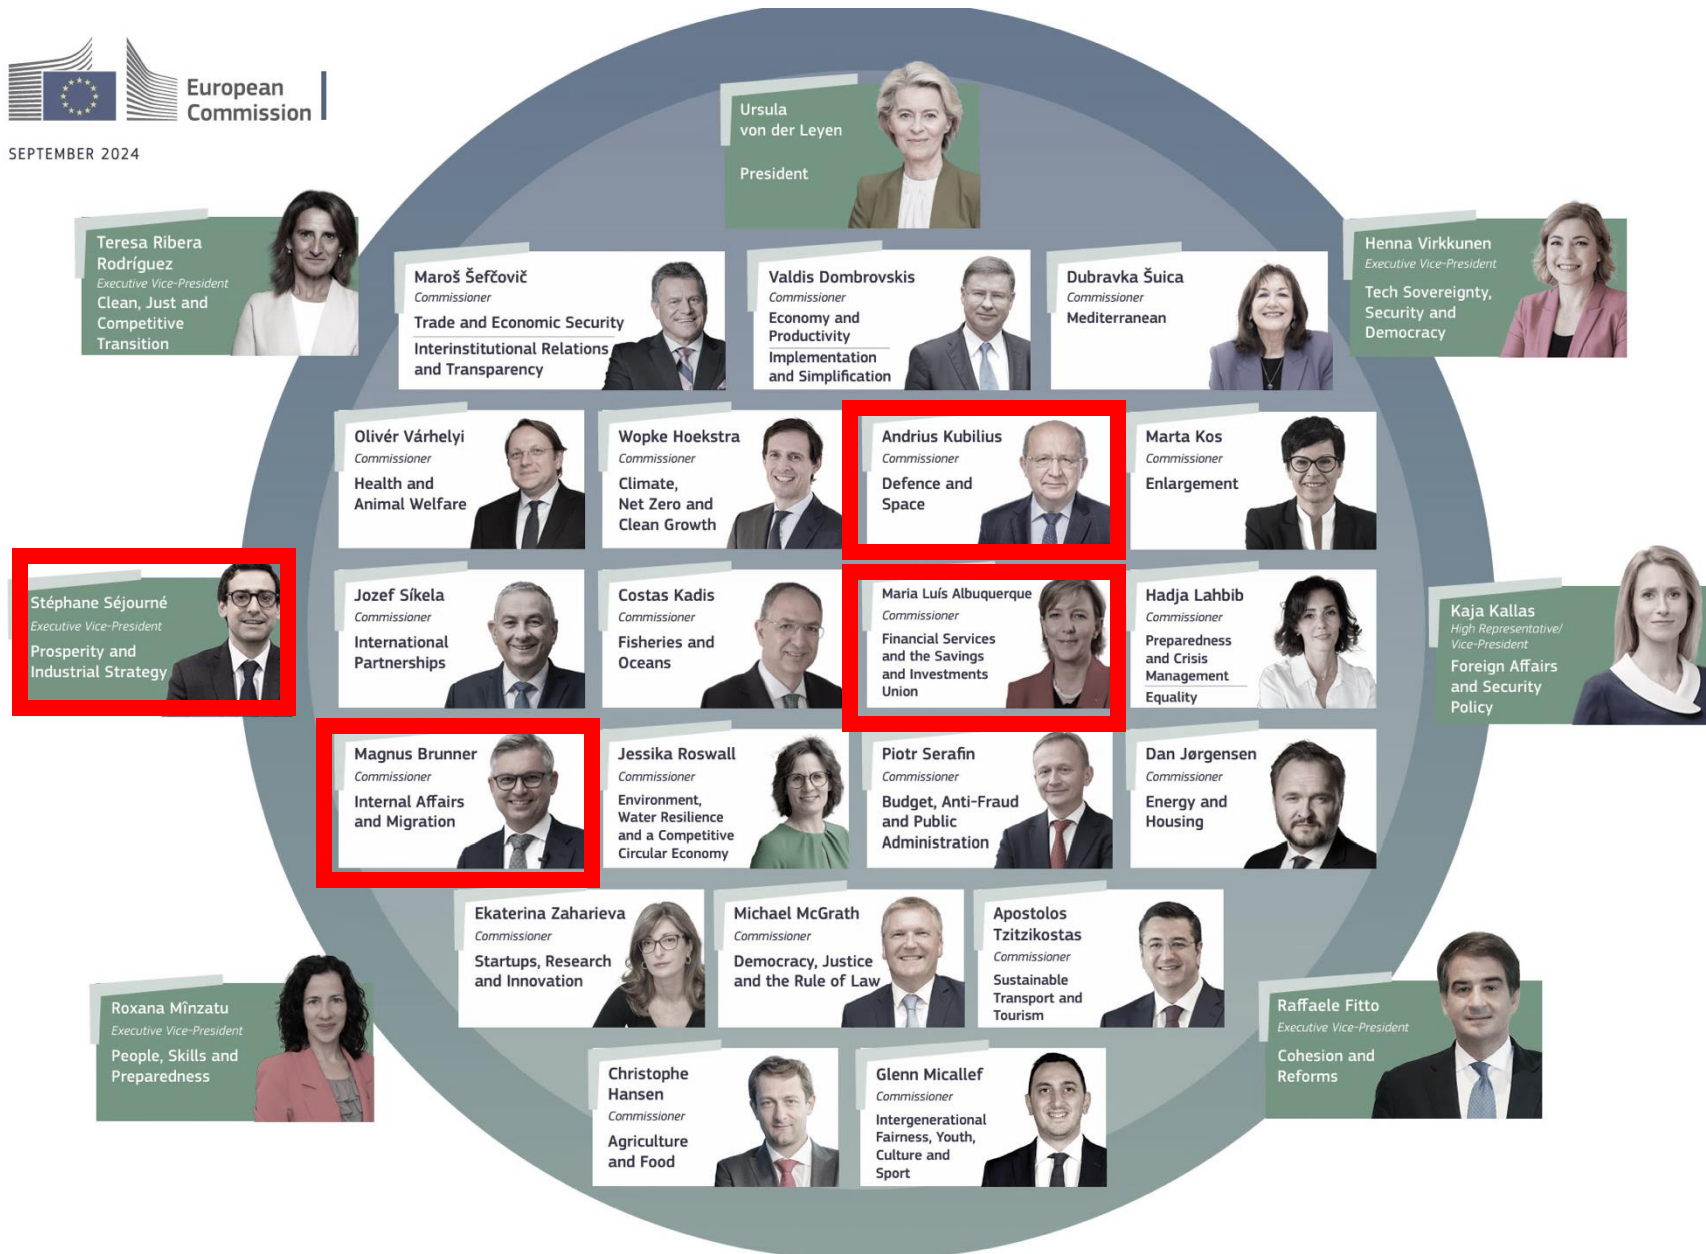 European
Commission
SEPTEMBER 2024
Ursula
von der Leyen
President
Teresa Ribera
Rodríguez
Executive Vice-President
Clean, Just and
Competitive
Transition
Henna Virkkunen
Executive Vice-President
Tech Sovereignty,
Security and
Democracy
Maroš Šefčovič
Commissioner
Trade and Economic Security
Interinstitutional Relations
and Transparency
Valdis Dombrovskis
Commissioner
Economy and
Productivity
Implementation
and Simplification
Dubravka Šuica
Commissioner
Mediterranean
Olivér Várhelyi
Commissioner
Health and
Animal Welfare
Wopke Hoekstra
Commissioner
Climate,
Net Zero and
Clean Growth
Andrius Kubilius
Commissioner
Defence and
Space
Marta Kos
Commissioner
Enlargement
Stéphane Séjourné
Executive Vice-President
Prosperity and
Industrial Strategy
Jozef Síkela
Commissioner
International
Partnerships
Costas Kadis
Commissioner
Fisheries and
Oceans
Maria Luís Albuquerque
Commissioner
Financial Services
and the Savings
and Investments
Union
Hadja Lahbib
Commissioner
Preparedness
and Crisis
Management
Equality
Kaja Kallas
High Representative/
Vice-President
Foreign Affairs
and Security
Policy
Magnus Brunner
Commissioner
Internal Affairs
and Migration
Jessika Roswall
Commissioner
Environment,
Water Resilience
and a Competitive
Circular Economy
Piotr Serafin
Commissioner
Budget, Anti-Fraud
and Public
Administration
Dan Jørgensen
Commissioner
Energy and
Housing
Ekaterina Zaharieva
Commissioner
Startups, Research
and Innovation
Michael McGrath
Commissioner
Democracy, Justice
and the Rule of Law
Apostolos
Tzitzikostas
Commissioner
Sustainable
Transport and
Tourism
Roxana Mînzatu
Executive Vice-President
People, Skills and
Preparedness
Raffaele Fitto
Executive Vice-President
Cohesion and
Reforms
Christophe
Hansen
Commissioner
Agriculture
and Food
Glenn Micallef
Commissioner
Intergenerational
Fairness, Youth,
Culture and
Sport